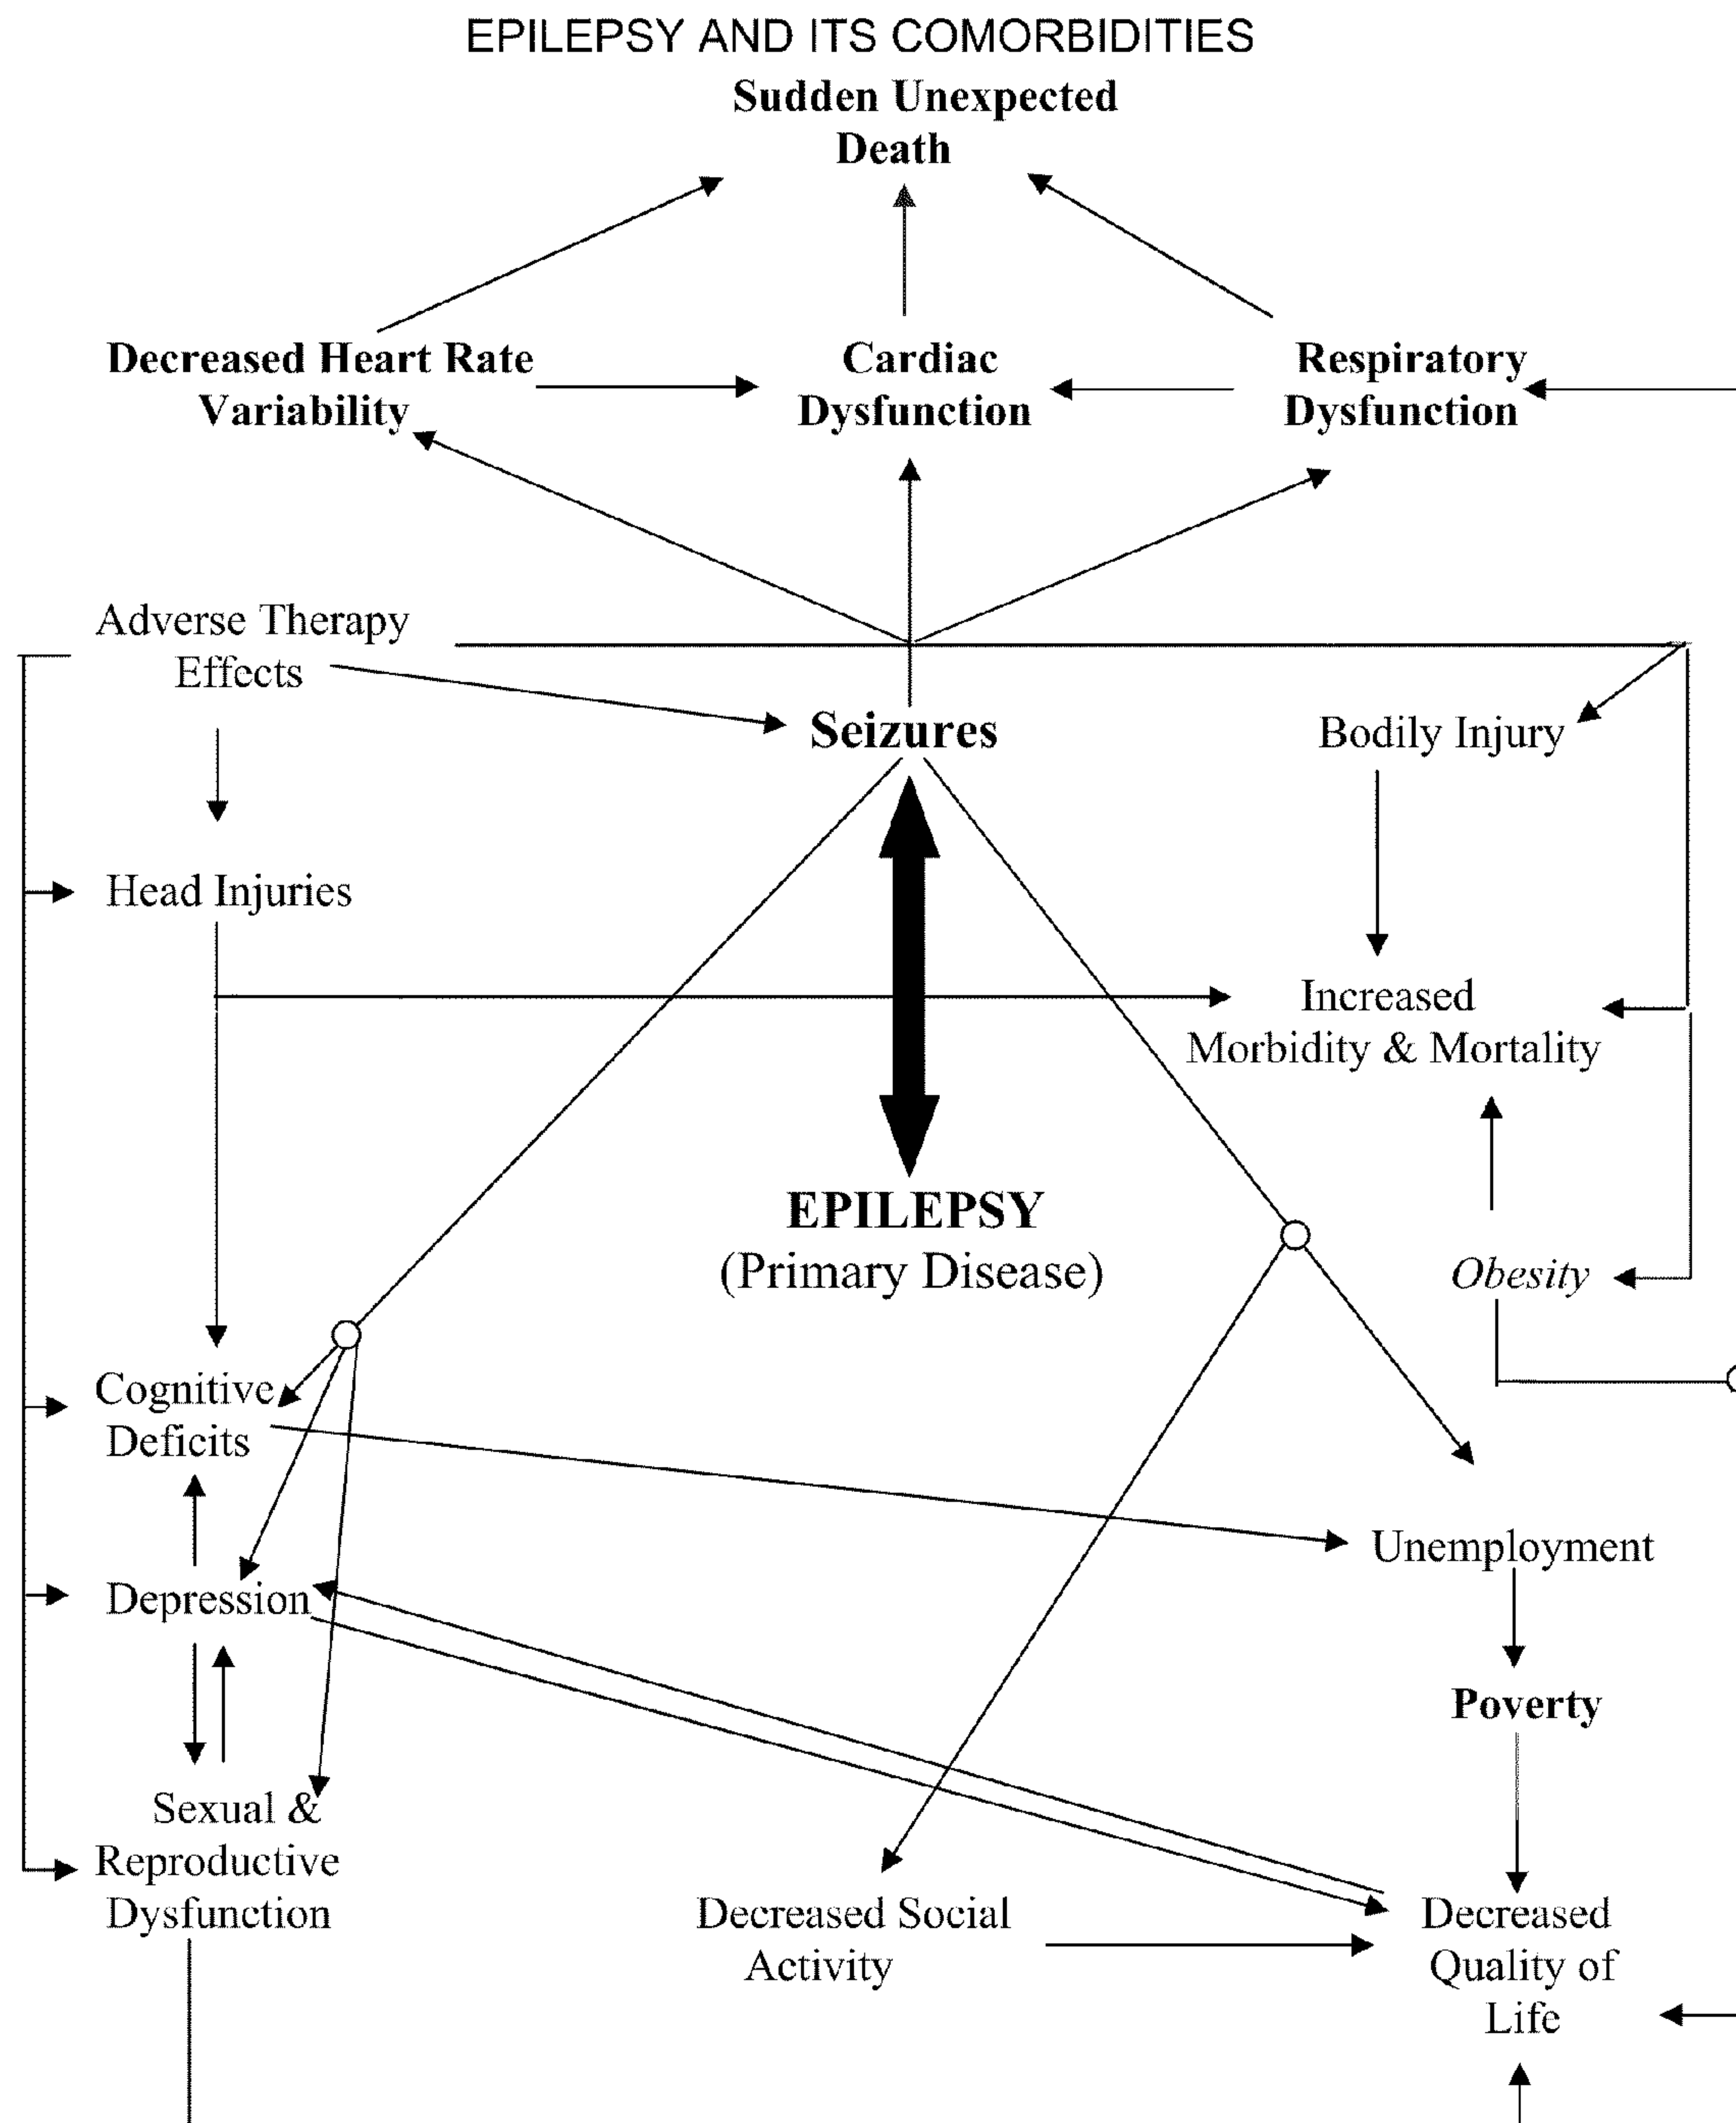 EPILEPSY AND ITS COMORBIDITIES
Sudden Unexpected
Death
Decreased Heart Rate
Variability
Cardiac
Dysfunction
Respiratory
Dysfunction
Adverse Therapy
Effects
Seizures
Bodily Injury
Head Injuries
Increased
Morbidity & Mortality
EPILEPSY
(Primary Disease)
Obesity
Cognitive
Deficits
Unemployment
Depression
Poverty
Sexual &
Reproductive
Dysfunction
Decreased Social
Activity
Decreased
Quality of
Life